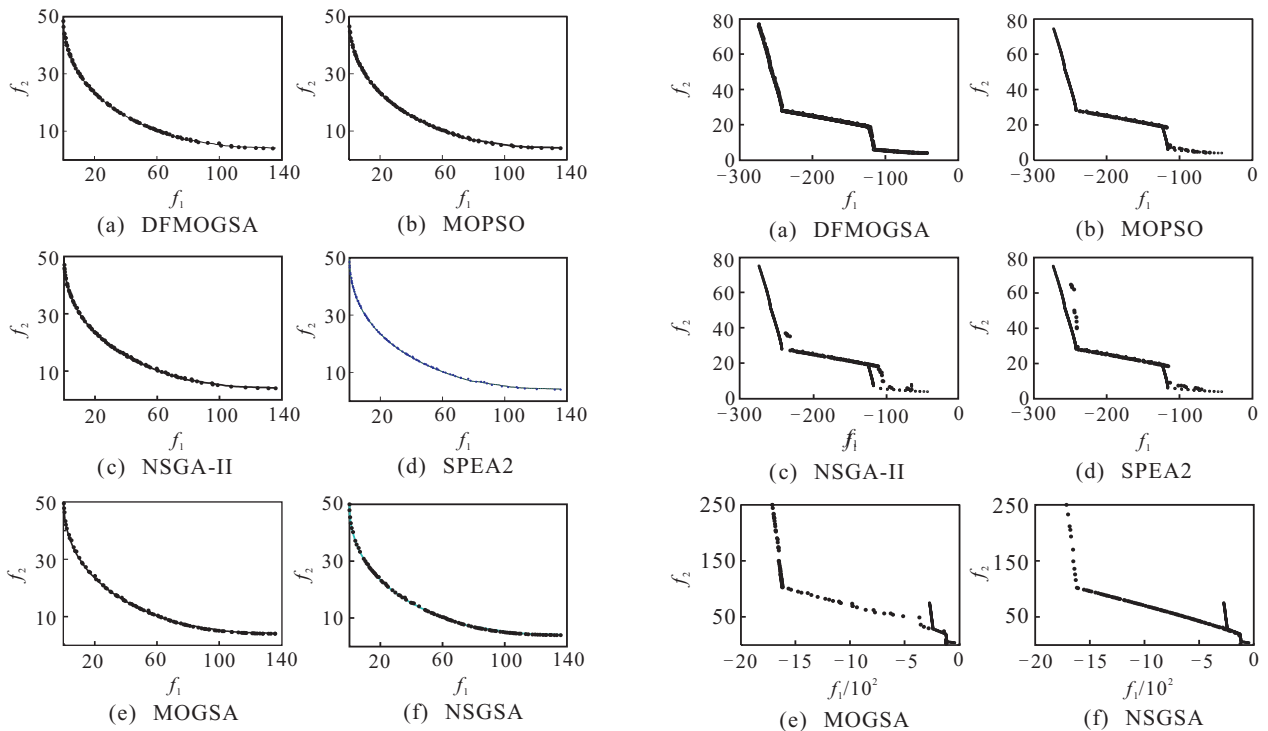 50
30
10
f₂
20
60
100
140
f₁
(a) DFMOGSA
50
30
10
f₂
20
60
100
140
f₁
(b) MOPSO
50
30
10
f₂
20
60
100
140
f₁
(c) NSGA-II
50
30
10
f₂
20
60
100
140
f₁
(d) SPEA2
50
30
10
f₂
20
60
100
140
f₁
(e) MOGSA
50
30
10
f₂
20
60
100
140
f₁
(f) NSGSA
80
60
40
20
0
f₂
−300
−200
−100
0
f₁
(a) DFMOGSA
80
60
40
20
0
f₂
−300
−200
−100
0
f₁
(b) MOPSO
80
60
40
20
0
f₂
−300
−200
−100
0
f₁
(c) NSGA-II
80
60
40
20
0
f₂
−300
−200
−100
0
f₁
(d) SPEA2
250
150
50
f₂
−20
−15
−10
−5
0
f₁/10²
(e) MOGSA
250
150
50
f₂
−20
−15
−10
−5
0
f₁/10²
(f) NSGSA